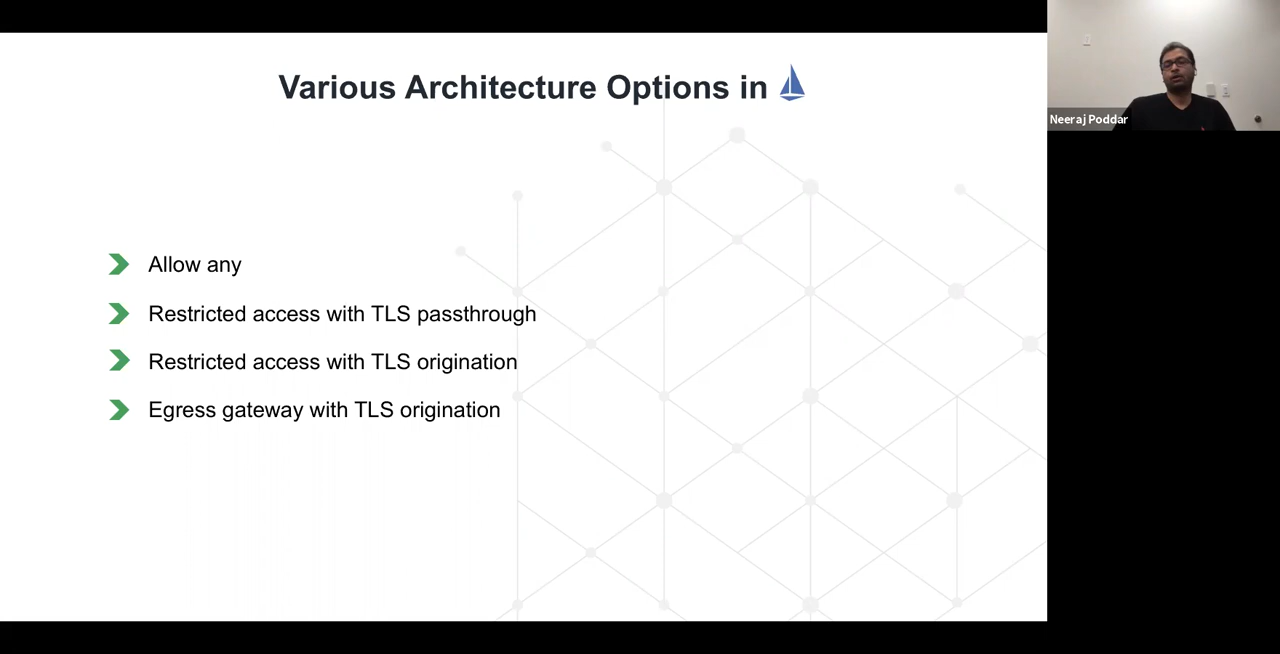 Various Architecture Options in
Allow any
Restricted access with TLS passthrough
Restricted access with TLS origination
Egress gateway with TLS origination
Neeraj Poddar